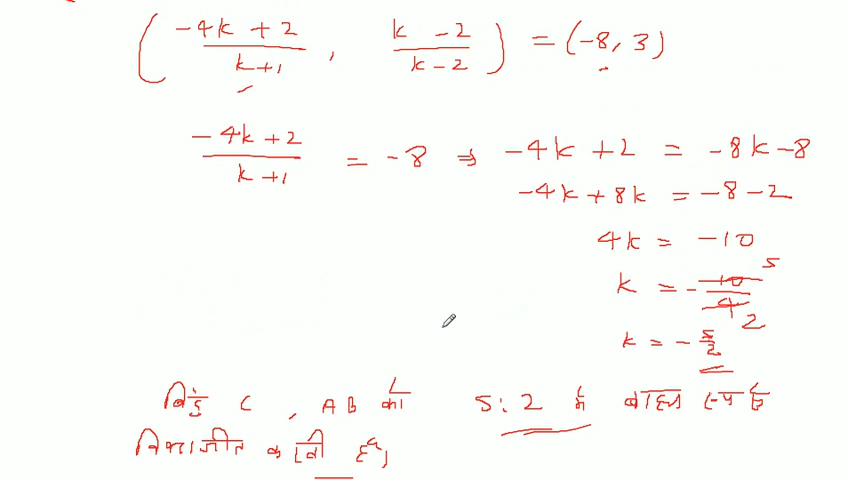 ( (-4k + 2)/(k+1) , (k - 2)/(k - 2) ) = (-8, 3)
(-4k + 2)/(k+1) = -8 ⇒ -4k + 2 = -8k - 8
-4k + 8k = -8 - 2
4k = -10
k = - 10/4 5 2
k = - 5/2
बिंदु C , AB का 5:2 में बाह्य रूप से
विभाजीत करती है।